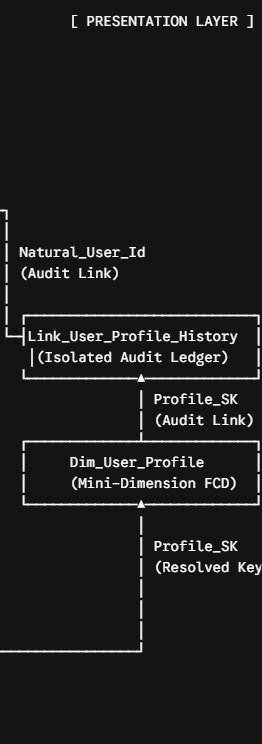 [ PRESENTATION LAYER ]
Natural_User_Id
(Audit Link)
Link_User_Profile_History
(Isolated Audit Ledger)
Profile_SK
(Audit Link)
Dim_User_Profile
(Mini-Dimension FCD)
Profile_SK
(Resolved Key